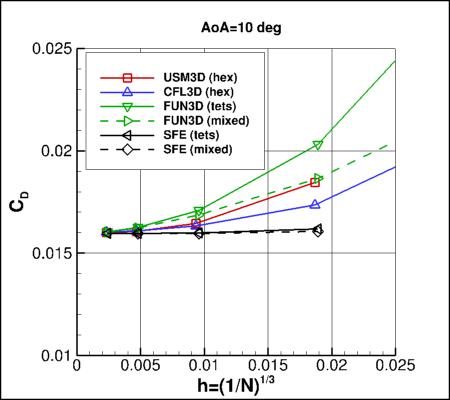 AoA=10 deg
0.025
USM3D (hex)
CFL3D (hex)
FUN3D (tets)
FUN3D (mixed)
SFE (tets)
SFE (mixed)
0.02
C_D
0.015
0.01
0 0.005 0.01 0.015 0.02 0.025
h=(1/N)^1/3